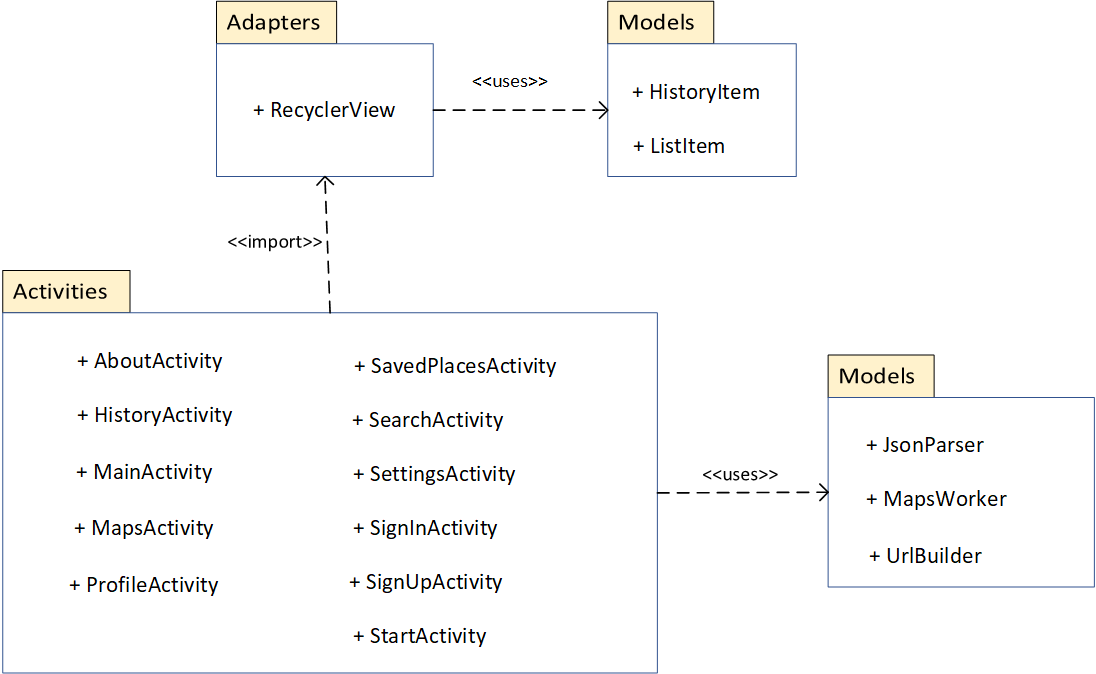 Adapters
+ RecyclerView
<<uses>>
Models
+ HistoryItem
+ ListItem
<<import>>
Activities
+ AboutActivity
+ HistoryActivity
+ MainActivity
+ MapsActivity
+ ProfileActivity
+ SavedPlacesActivity
+ SearchActivity
+ SettingsActivity
+ SignInActivity
+ SignUpActivity
+ StartActivity
<<uses>>
Models
+ JsonParser
+ MapsWorker
+ UrlBuilder